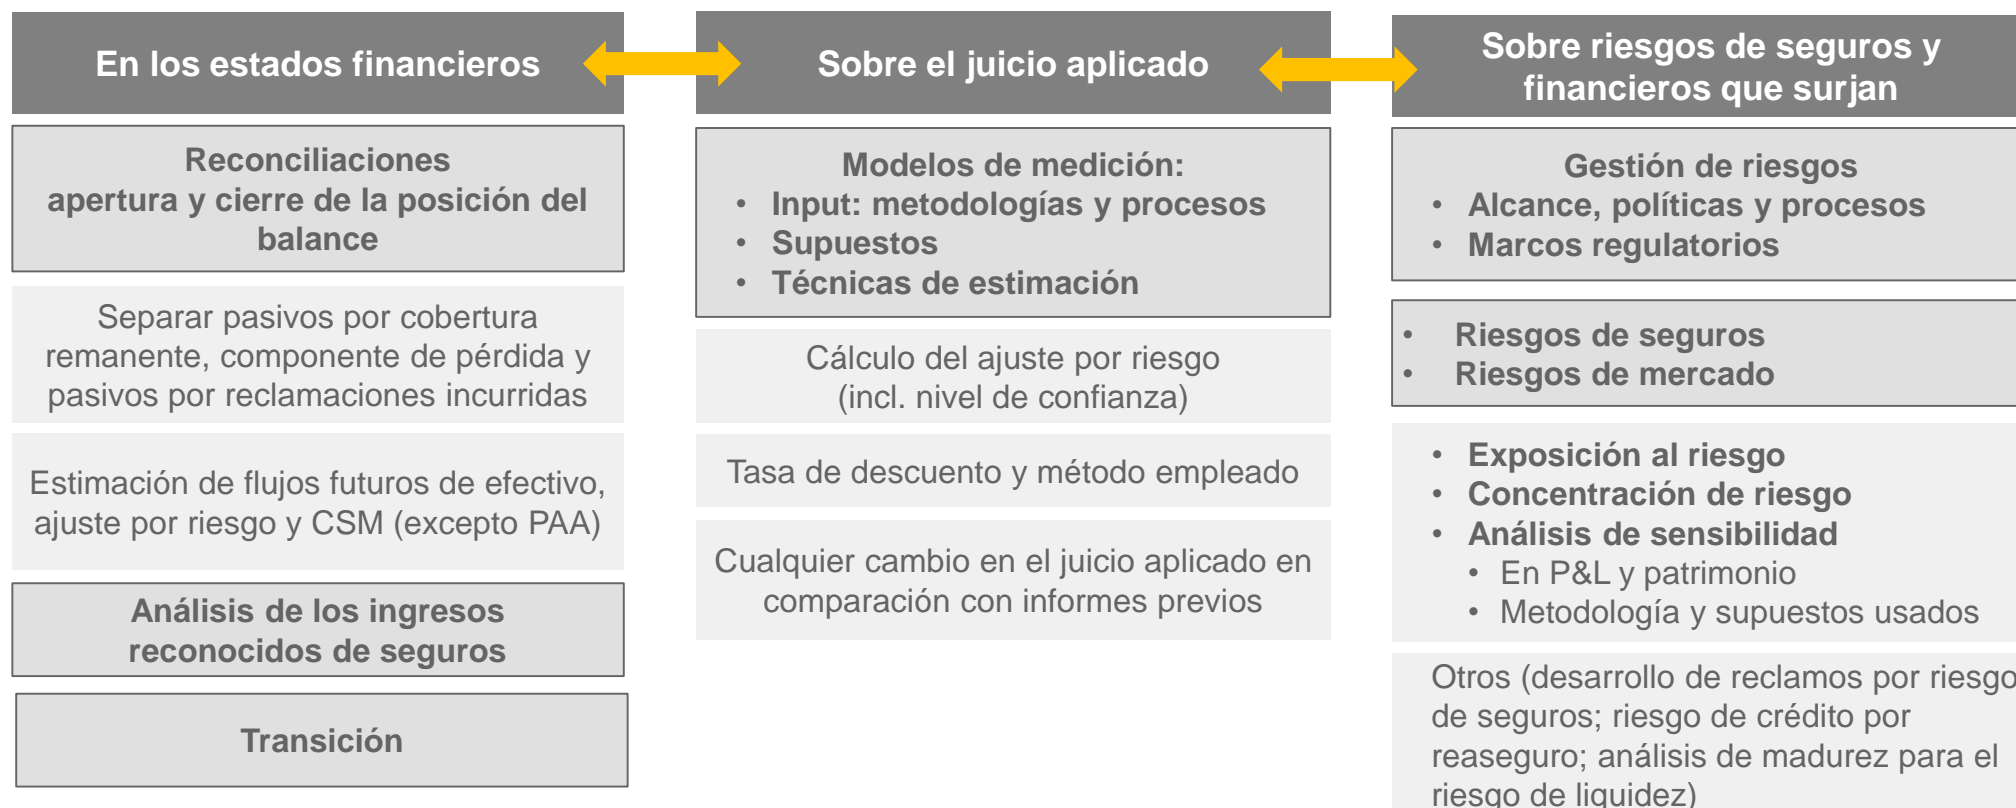 En los estados financieros
Reconciliaciones
apertura y cierre de la posición del
balance
Separar pasivos por cobertura
remanente, componente de pérdida y
pasivos por reclamaciones incurridas
Estimación de flujos futuros de efectivo,
ajuste por riesgo y CSM (excepto PAA)
Análisis de los ingresos
reconocidos de seguros
Transición
Sobre el juicio aplicado
Modelos de medición:
• Input: metodologías y procesos
• Supuestos
• Técnicas de estimación
Cálculo del ajuste por riesgo
(incl. nivel de confianza)
Tasa de descuento y método empleado
Cualquier cambio en el juicio aplicado en
comparación con informes previos
Sobre riesgos de seguros y
financieros que surjan
Gestión de riesgos
• Alcance, políticas y procesos
• Marcos regulatorios
• Riesgos de seguros
• Riesgos de mercado
• Exposición al riesgo
• Concentración de riesgo
• Análisis de sensibilidad
• En P&L y patrimonio
• Metodología y supuestos usados
Otros (desarrollo de reclamos por riesgo
de seguros; riesgo de crédito por
reaseguro; análisis de madurez para el
riesgo de liquidez)